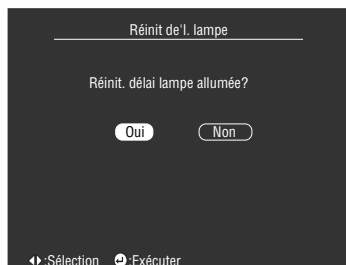 Réinit de'l. lampe
Réinit. délai lampe allumée?
Oui Non
:Sélection :Exécuter